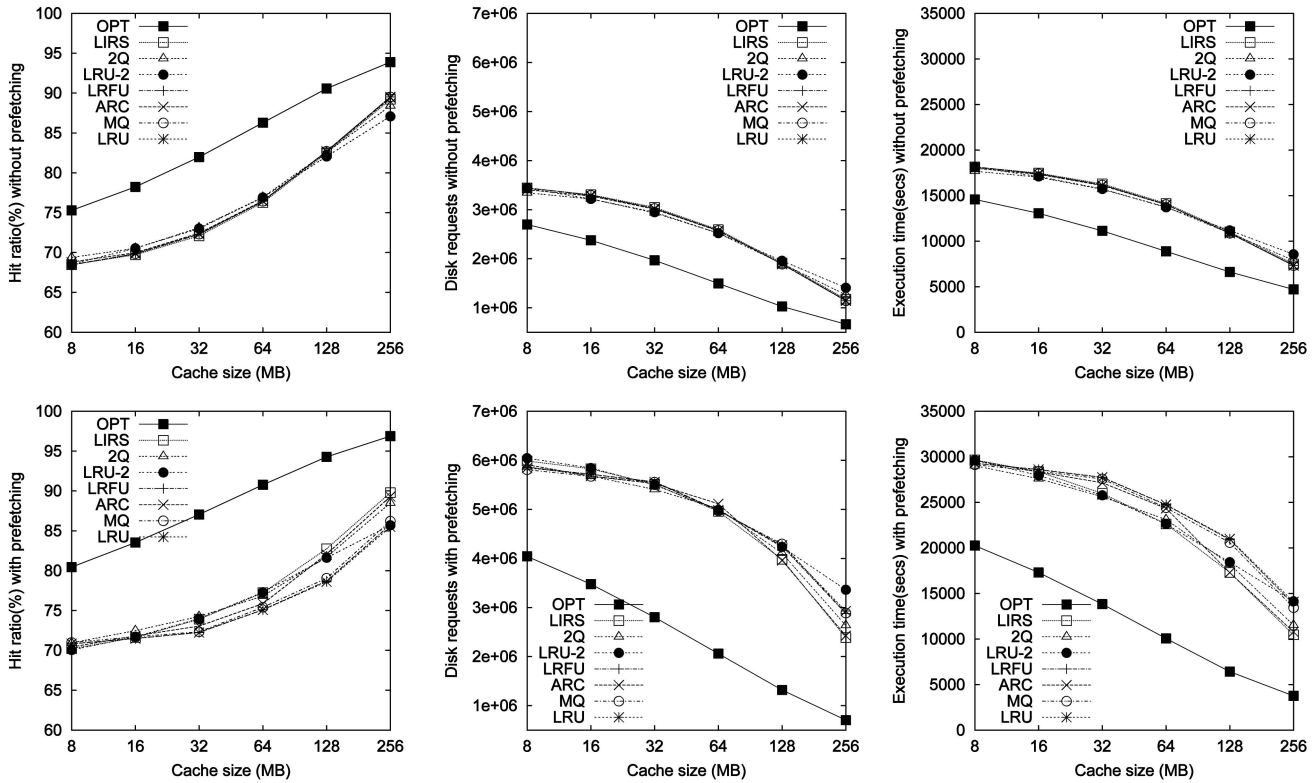 Hit ratio(%) without prefetching
100
95
90
85
80
75
70
65
60
OPT
LIRS
2Q
LRU-2
LRFU
ARC
MQ
LRU
8 16 32 64 128 256
Cache size (MB)
Disk requests without prefetching
7e+06
6e+06
5e+06
4e+06
3e+06
2e+06
1e+06
OPT
LIRS
2Q
LRU-2
LRFU
ARC
MQ
LRU
8 16 32 64 128 256
Cache size (MB)
Execution time(secs) without prefetching
35000
30000
25000
20000
15000
10000
5000
0
OPT
LIRS
2Q
LRU-2
LRFU
ARC
MQ
LRU
8 16 32 64 128 256
Cache size (MB)
Hit ratio(%) with prefetching
100
95
90
85
80
75
70
65
60
OPT
LIRS
2Q
LRU-2
LRFU
ARC
MQ
LRU
8 16 32 64 128 256
Cache size (MB)
Disk requests with prefetching
7e+06
6e+06
5e+06
4e+06
3e+06
2e+06
1e+06
OPT
LIRS
2Q
LRU-2
LRFU
ARC
MQ
LRU
8 16 32 64 128 256
Cache size (MB)
Execution time(secs) with prefetching
35000
30000
25000
20000
15000
10000
5000
0
OPT
LIRS
2Q
LRU-2
LRFU
ARC
MQ
LRU
8 16 32 64 128 256
Cache size (MB)